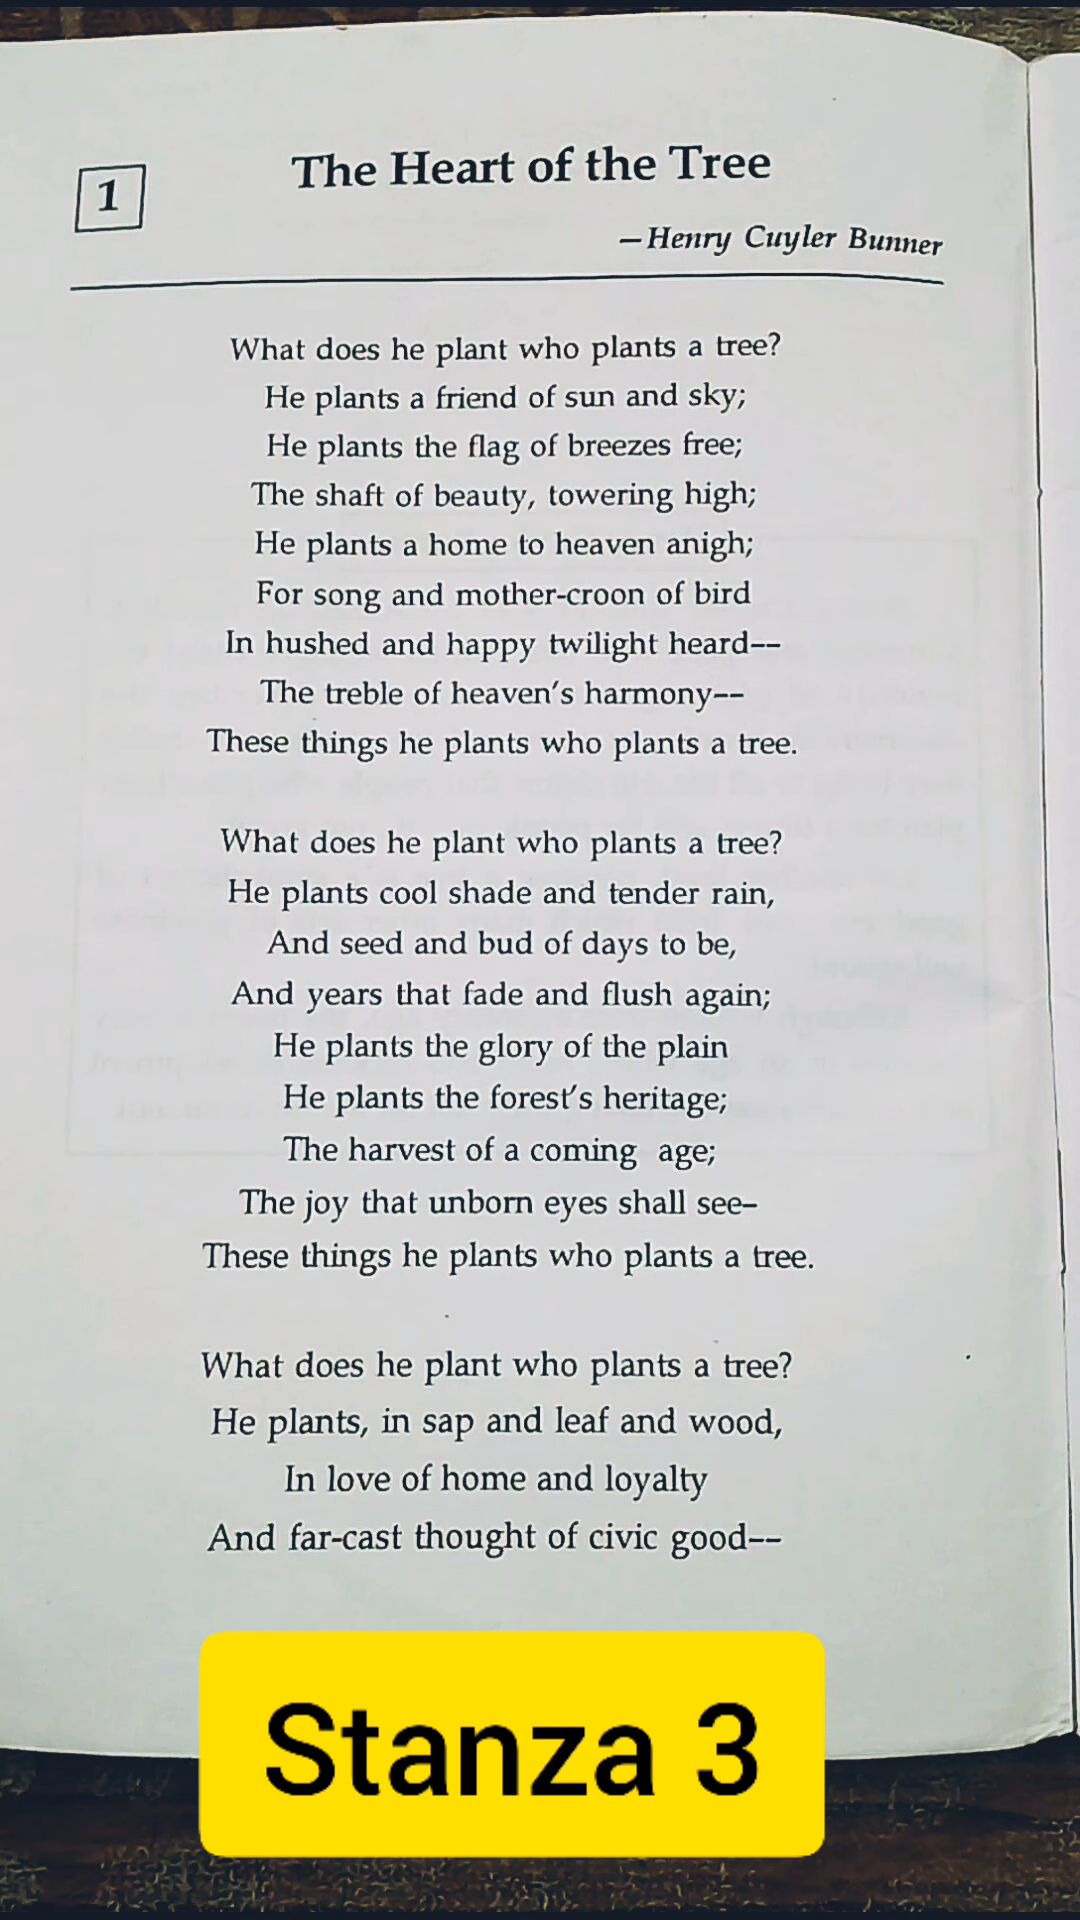 1
The Heart of the Tree
—Henry Cuyler Bunner
What does he plant who plants a tree?
He plants a friend of sun and sky;
He plants the flag of breezes free;
The shaft of beauty, towering high;
He plants a home to heaven anigh;
For song and mother-croon of bird
In hushed and happy twilight heard--
The treble of heaven's harmony--
These things he plants who plants a tree.
What does he plant who plants a tree?
He plants cool shade and tender rain,
And seed and bud of days to be,
And years that fade and flush again;
He plants the glory of the plain
He plants the forest's heritage;
The harvest of a coming age;
The joy that unborn eyes shall see–
These things he plants who plants a tree.
What does he plant who plants a tree?
He plants, in sap and leaf and wood,
In love of home and loyalty
And far-cast thought of civic good--
Stanza 3